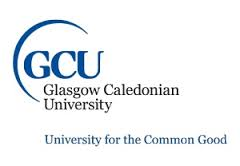 GCU
Glasgow Caledonian
University
University for the Common Good